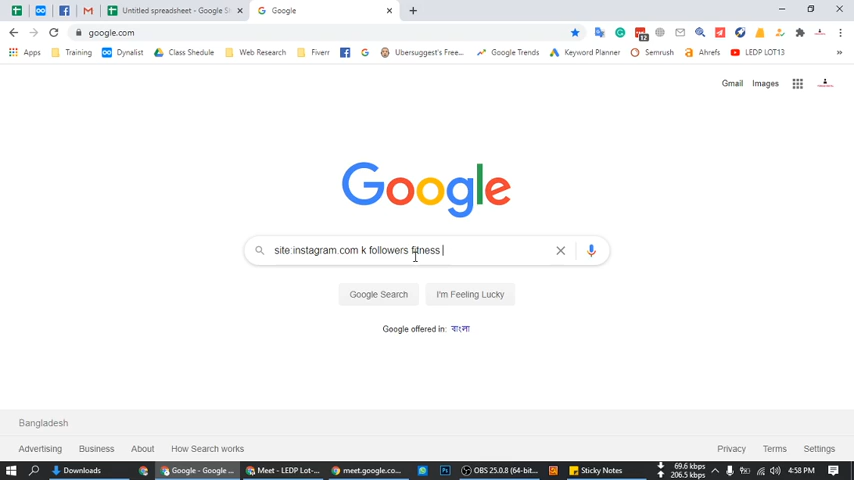 Untitled spreadsheet - Google Sh
Google
google.com
Apps
Training
Dynalist
Class Shedule
Web Research
Fiverr
Ubersuggest's Free...
Google Trends
Keyword Planner
Semrush
Ahrefs
LEDP LOT13
»
12
Gmail
Images
Google
site:instagram.com k followers fitness
Google Search
I'm Feeling Lucky
Google offered in: বাংলা
Bangladesh
Advertising
Business
About
How Search works
Privacy
Terms
Settings
Downloads
Google - Google ...
Meet - LEDP Lot-...
meet.google.co...
OBS 25.0.8 (64-bit...
Sticky Notes
69.6 kbps
206.5 kbps
4:58 PM